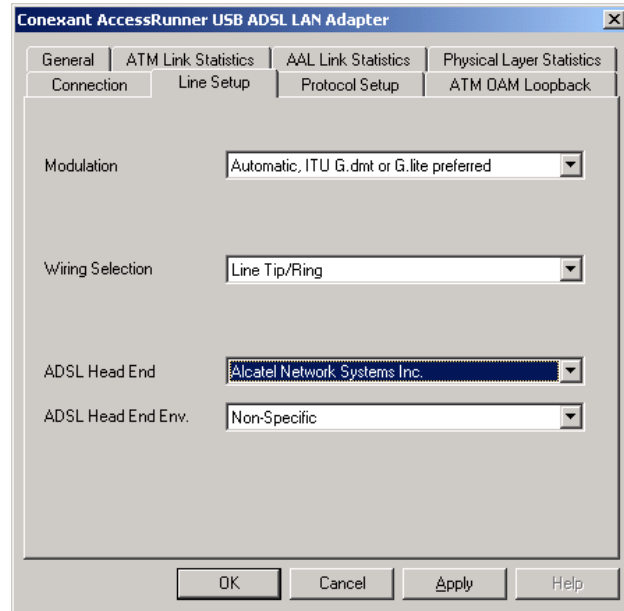 Conexant AccessRunner USB ADSL LAN Adapter
General
ATM Link Statistics
AAL Link Statistics
Physical Layer Statistics
Connection
Line Setup
Protocol Setup
ATM OAM Loopback
Modulation
Automatic, ITU G.dmt or G.lite preferred
Wiring Selection
Line Tip/Ring
ADSL Head End
Alcatel Network Systems Inc.
ADSL Head End Env.
Non-Specific
OK
Cancel
Apply
Help